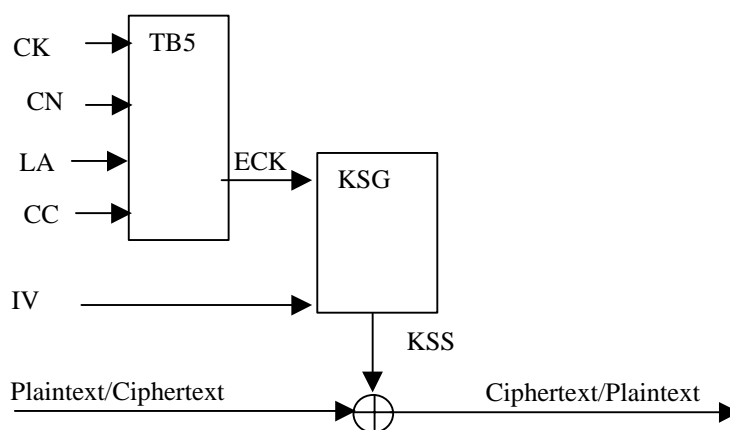 CK
TB5
CN
LA
ECK
KSG
CC
IV
KSS
Plaintext/Ciphertext
Ciphertext/Plaintext